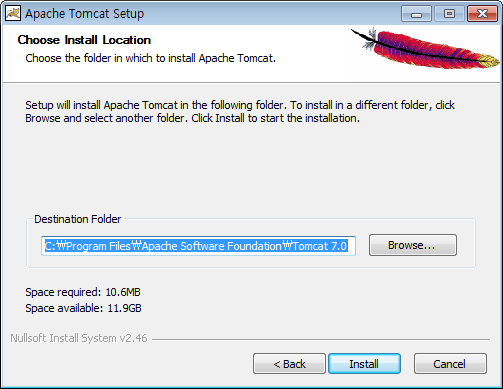 Apache Tomcat Setup
Choose Install Location
Choose the folder in which to install Apache Tomcat.
Setup will install Apache Tomcat in the following folder. To install in a different folder, click
Browse and select another folder. Click Install to start the installation.
Destination Folder
C:₩Program Files₩Apache Software Foundation₩Tomcat 7.0
Browse...
Space required: 10.6MB
Space available: 11.9GB
Nullsoft Install System v2.46
< Back
Install
Cancel